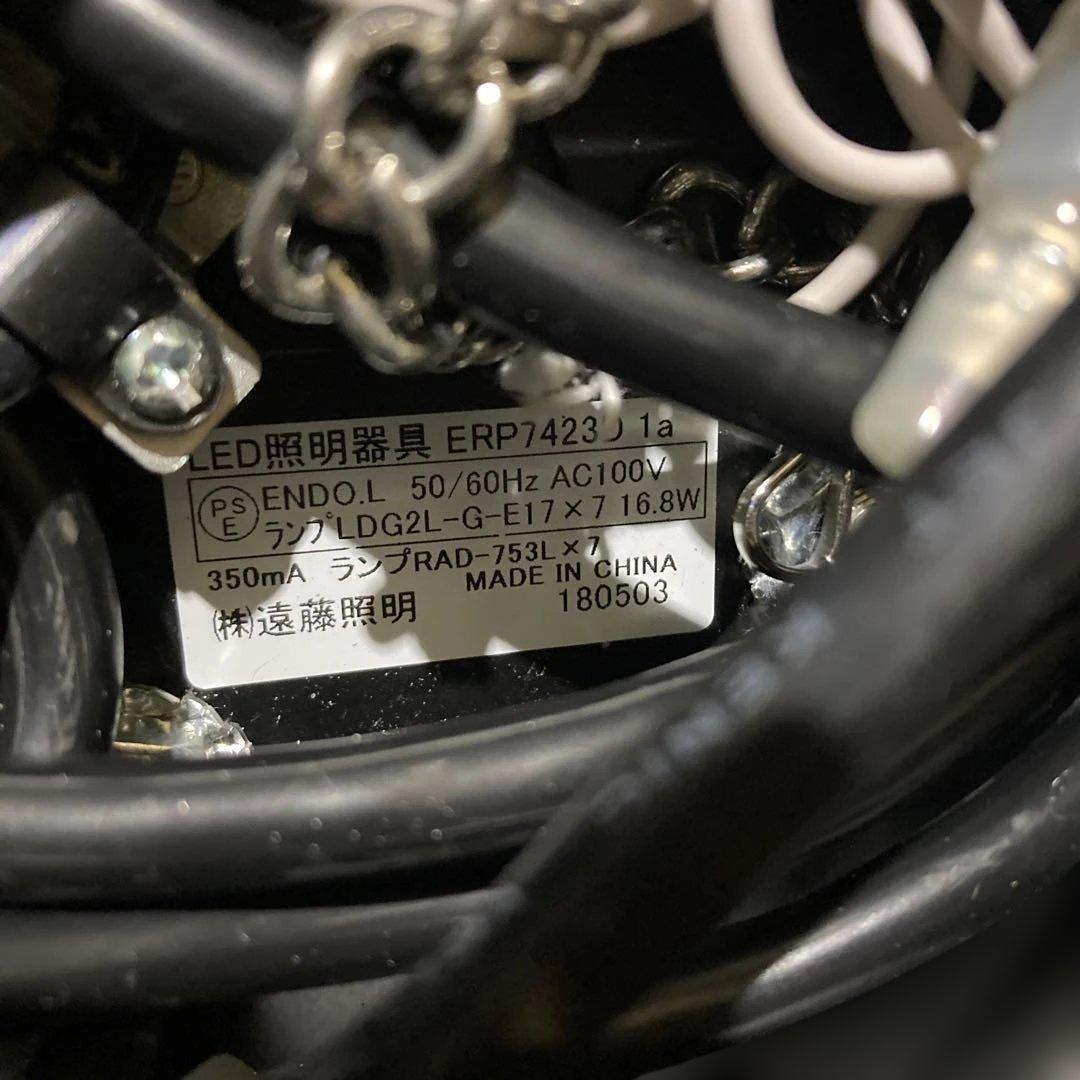 LED照明器具 1a
PS E
ENDO.L 50/60Hz AC100V
ランプLDG2L-G-E17×7 16.8W
350mA ランプRAD-753L×7
MADE IN CHINA
㈱遠藤照明 180503